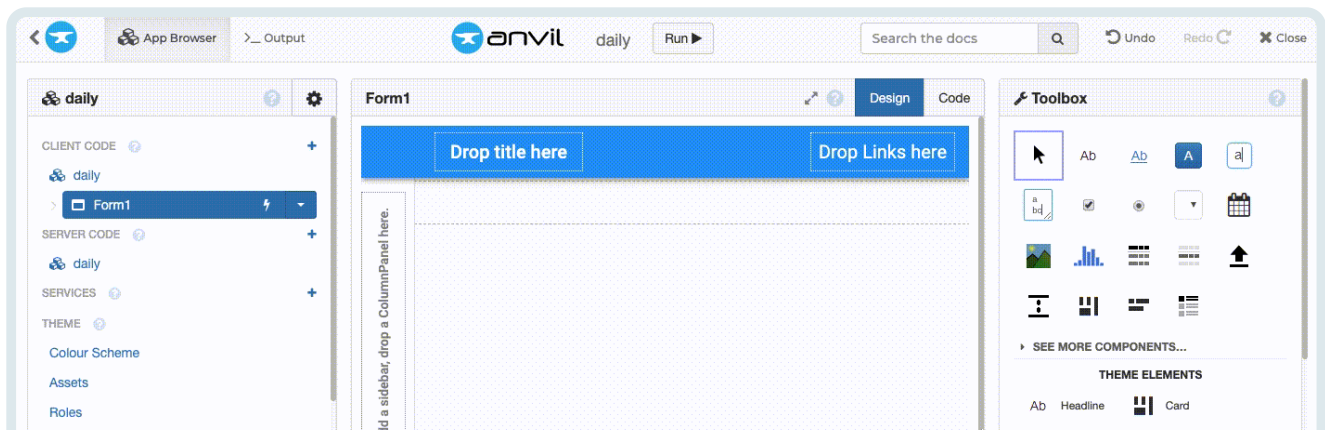 App Browser
>_ Output
anvil
daily
Run
Search the docs
Undo
Redo
Close
daily
?
CLIENT CODE ?
daily
Form1
SERVER CODE ?
daily
SERVICES ?
THEME ?
Colour Scheme
Assets
Roles
Form1
?
Design
Code
Drop title here
Drop Links here
d a sidebar, drop a ColumnPanel here.
Toolbox
?
Ab
Ab
A
a
a
bc
SEE MORE COMPONENTS...
THEME ELEMENTS
Ab Headline
Card